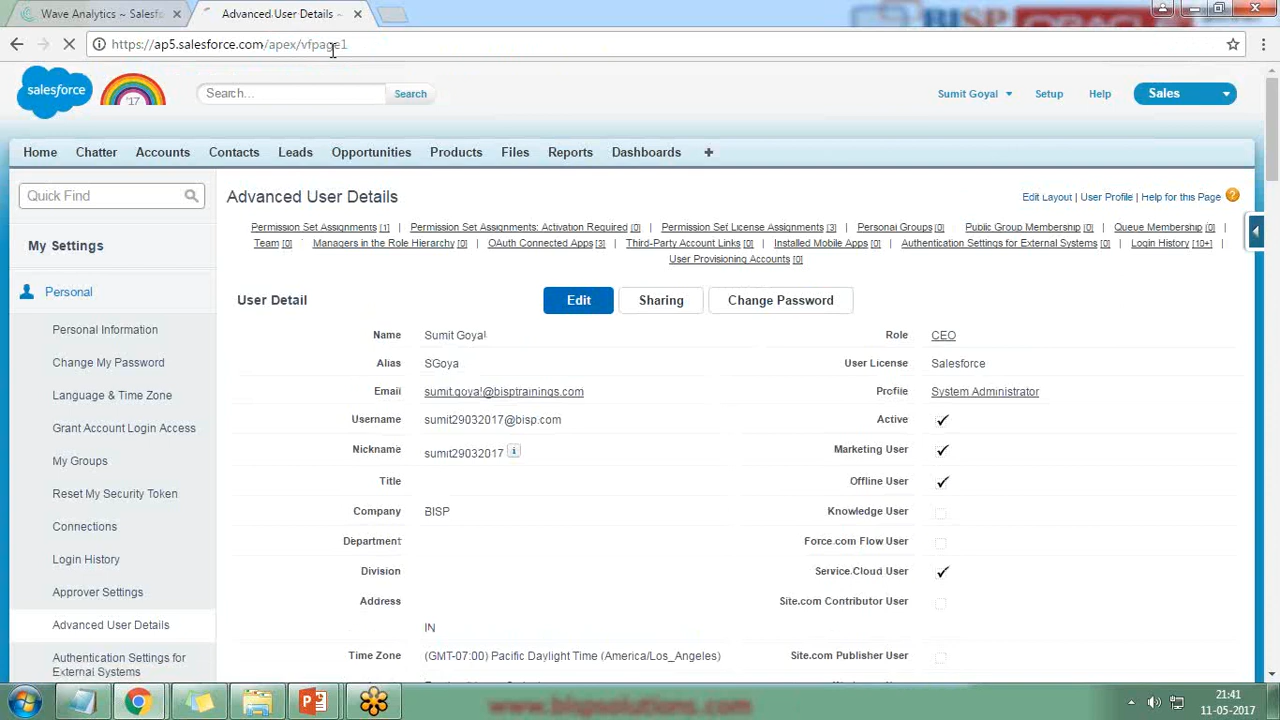 Wave Analytics ~ Salesfo
Advanced User Details ~
https://ap5.salesforce.com/apex/vfpage1
salesforce
'17
Search...
Search
Sumit Goyal
Setup
Help
Sales
Home
Chatter
Accounts
Contacts
Leads
Opportunities
Products
Files
Reports
Dashboards
+
Quick Find
My Settings
Personal
Personal Information
Change My Password
Language & Time Zone
Grant Account Login Access
My Groups
Reset My Security Token
Connections
Login History
Approver Settings
Advanced User Details
Authentication Settings for
External Systems
Advanced User Details
Edit Layout | User Profile | Help for this Page
Permission Set Assignments [1] | Permission Set Assignments: Activation Required [0] | Permission Set License Assignments [3] | Personal Groups [0] | Public Group Membership [0] | Queue Membership [0] |
Team [0] | Managers in the Role Hierarchy [0] | OAuth Connected Apps [3] | Third-Party Account Links [0] | Installed Mobile Apps [0] | Authentication Settings for External Systems [0] | Login History [10+] |
User Provisioning Accounts [0]
User Detail
Edit
Sharing
Change Password
Name Sumit Goyal Role CEO
Alias SGoya User License Salesforce
Email sumit.goyal@bisptrainings.com Profile System Administrator
Username sumit29032017@bisp.com Active
Nickname sumit29032017 Marketing User
Title Offline User
Company BISP Knowledge User
Department Force.com Flow User
Division Service Cloud User
Address Site.com Contributor User
IN
Time Zone (GMT-07:00) Pacific Daylight Time (America/Los_Angeles) Site.com Publisher User
www.bispsolutions.com
21:41
11-05-2017